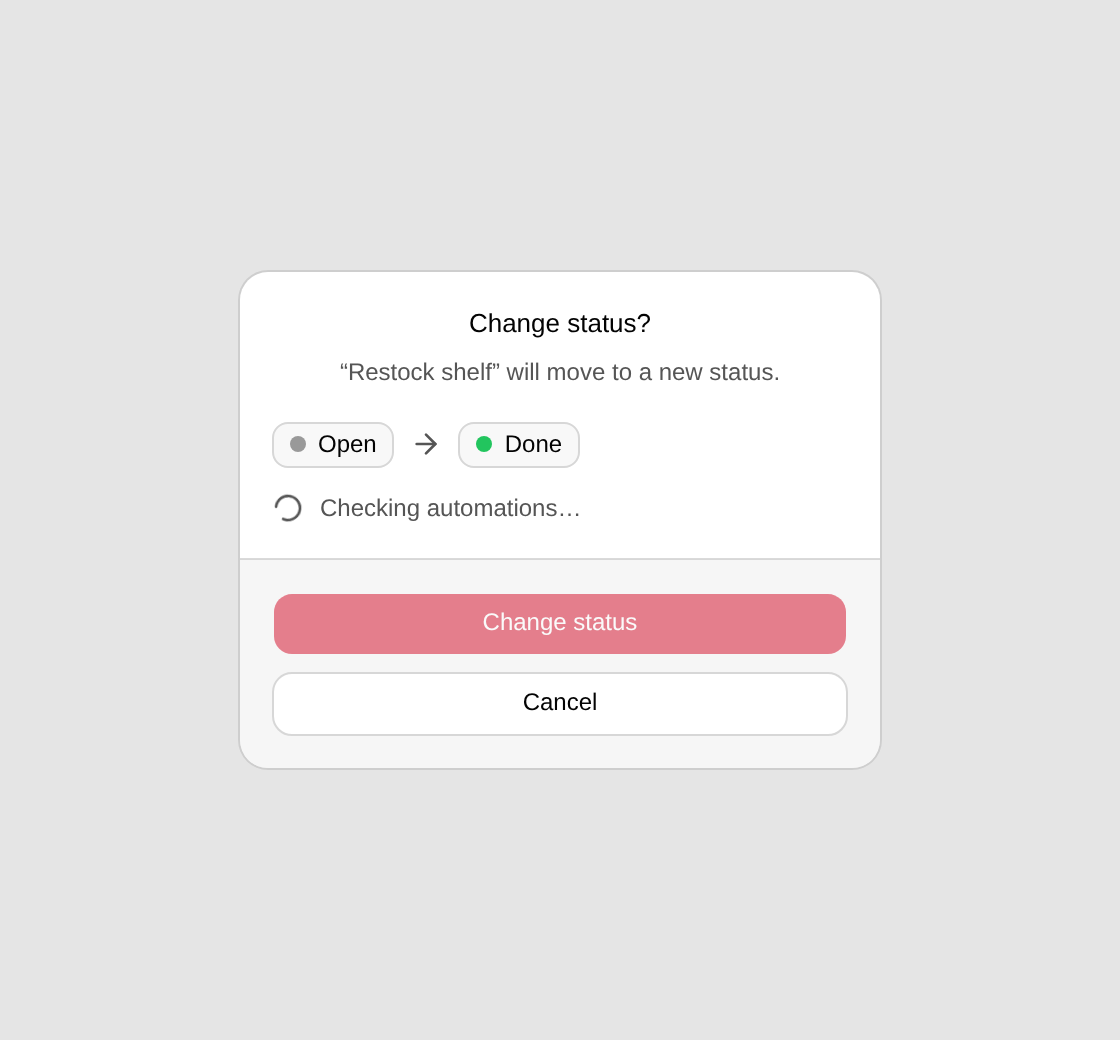 Change status?
“Restock shelf” will move to a new status.
Open → Done
Checking automations…
Change status
Cancel